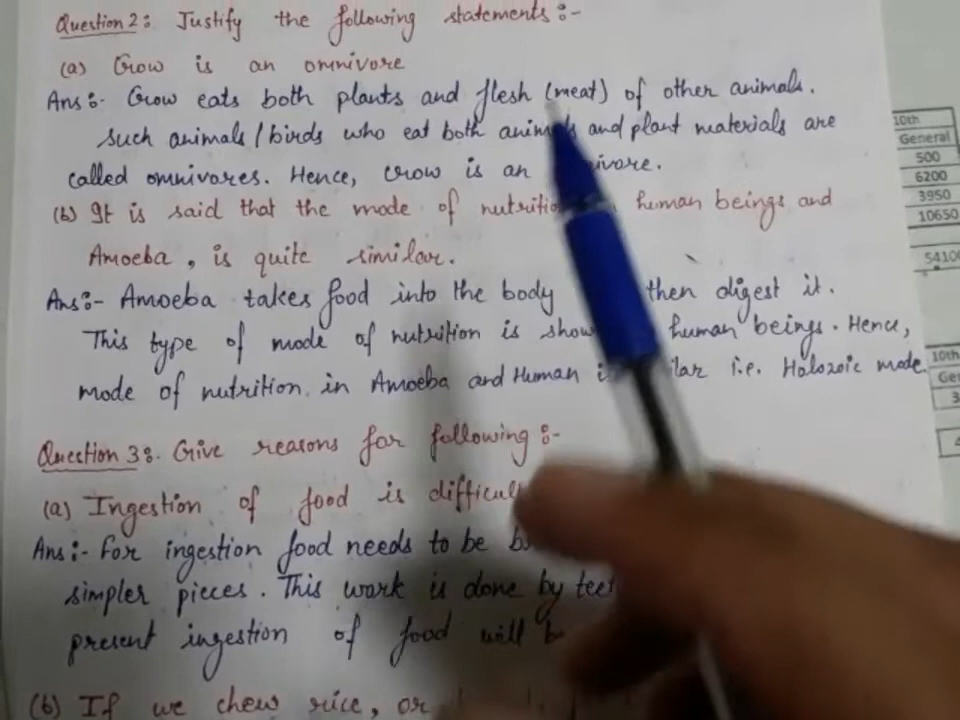 Question 2: Justify the following statements:-
(a) Crow is an omnivore
Ans:- Crow eats both plants and flesh (meat) of other animals.
Such animals/birds who eat both and plant materials are
called omnivores. Hence, crow is an
(b) It is said that the mode of human beings and
Amoeba, is quite similar.
Ans:- Amoeba takes food into the body then digest it.
This type of mode of nutrition is human beings. Hence,
mode of nutrition in Amoeba and Human i.e. Holozoic mode.
Question 3: Give reasons for following:-
(a) Ingestion of food is
Ans:- For ingestion food needs to be
simpler pieces. This work is done by
present ingestion of food will
(b) If we chew rice, or
10th
General
500
6200
3950
10650
10th